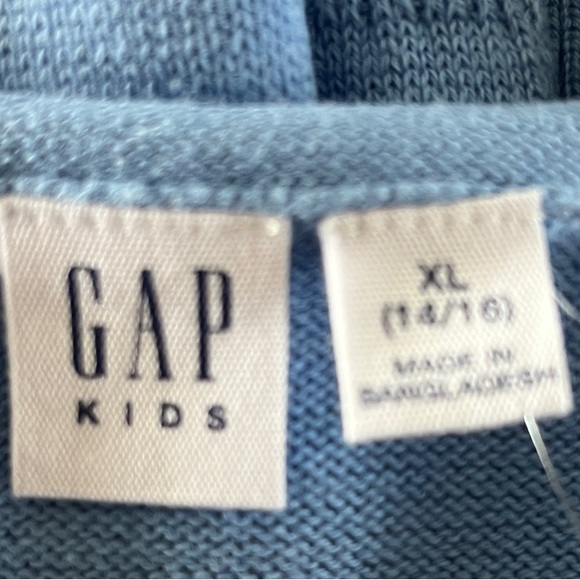 GAP
KIDS
XL
(14/16)
MADE IN
BANGLADESH